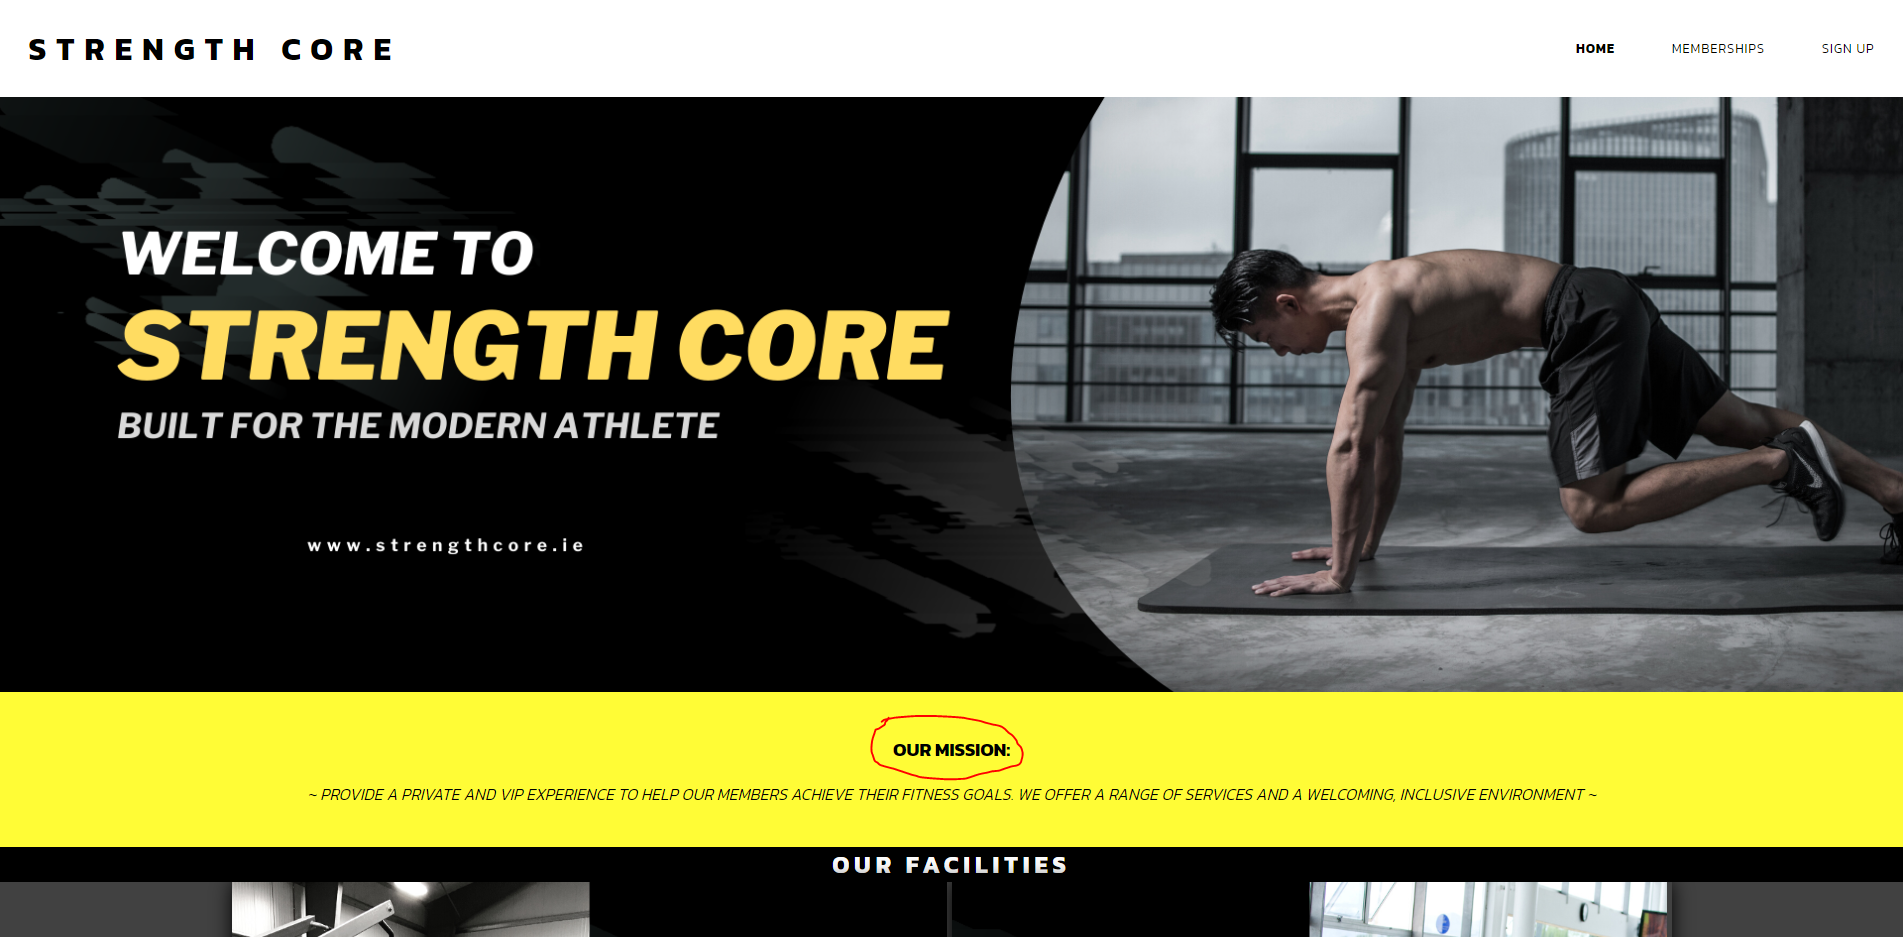 STRENGTH CORE
HOME MEMBERSHIPS SIGN UP
WELCOME TO
STRENGTH CORE
BUILT FOR THE MODERN ATHLETE
www.strengthcore.ie
OUR MISSION:
~ PROVIDE A PRIVATE AND VIP EXPERIENCE TO HELP OUR MEMBERS ACHIEVE THEIR FITNESS GOALS. WE OFFER A RANGE OF SERVICES AND A WELCOMING, INCLUSIVE ENVIRONMENT ~
OUR FACILITIES